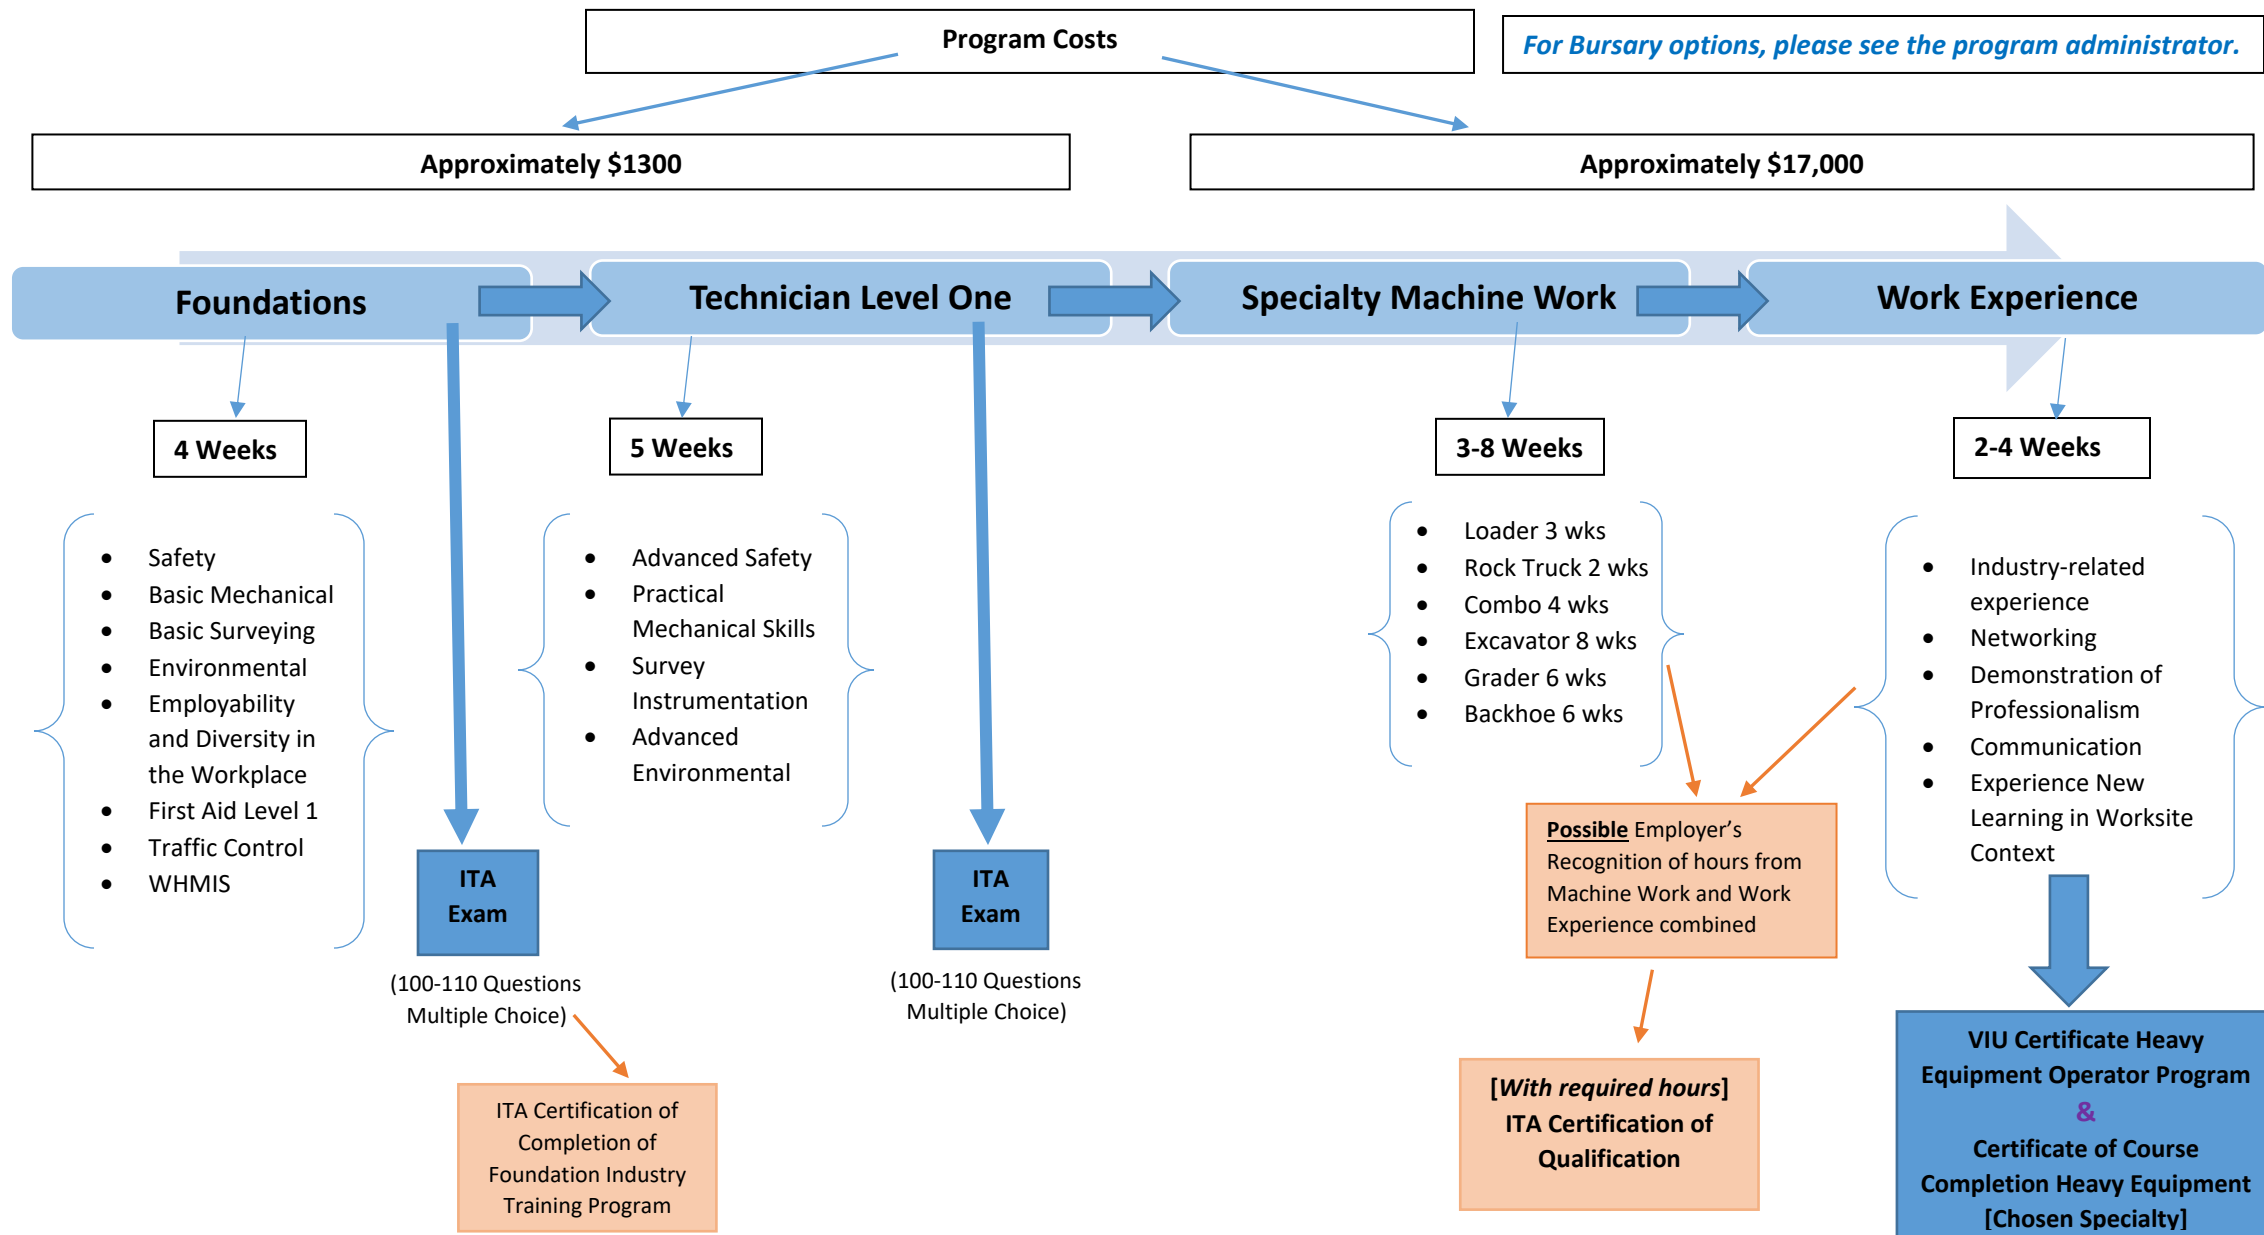 Program Costs
For Bursary options, please see the program administrator.
Approximately $1300
Approximately $17,000
Foundations
Technician Level One
Specialty Machine Work
Work Experience
4 Weeks
5 Weeks
3-8 Weeks
2-4 Weeks
• Safety
• Basic Mechanical
• Basic Surveying
• Environmental
• Employability
and Diversity in
the Workplace
• First Aid Level 1
• Traffic Control
• WHMIS
• Advanced Safety
• Practical
Mechanical Skills
• Survey
Instrumentation
• Advanced
Environmental
• Loader 3 wks
• Rock Truck 2 wks
• Combo 4 wks
• Excavator 8 wks
• Grader 6 wks
• Backhoe 6 wks
• Industry-related
experience
• Networking
• Demonstration of
Professionalism
• Communication
• Experience New
Learning in Worksite
Context
ITA
Exam
(100-110 Questions
Multiple Choice)
ITA
Exam
(100-110 Questions
Multiple Choice)
Possible Employer’s
Recognition of hours from
Machine Work and Work
Experience combined
ITA Certification of
Completion of
Foundation Industry
Training Program
[With required hours]
ITA Certification of
Qualification
VIU Certificate Heavy
Equipment Operator Program
&
Certificate of Course
Completion Heavy Equipment
[Chosen Specialty]